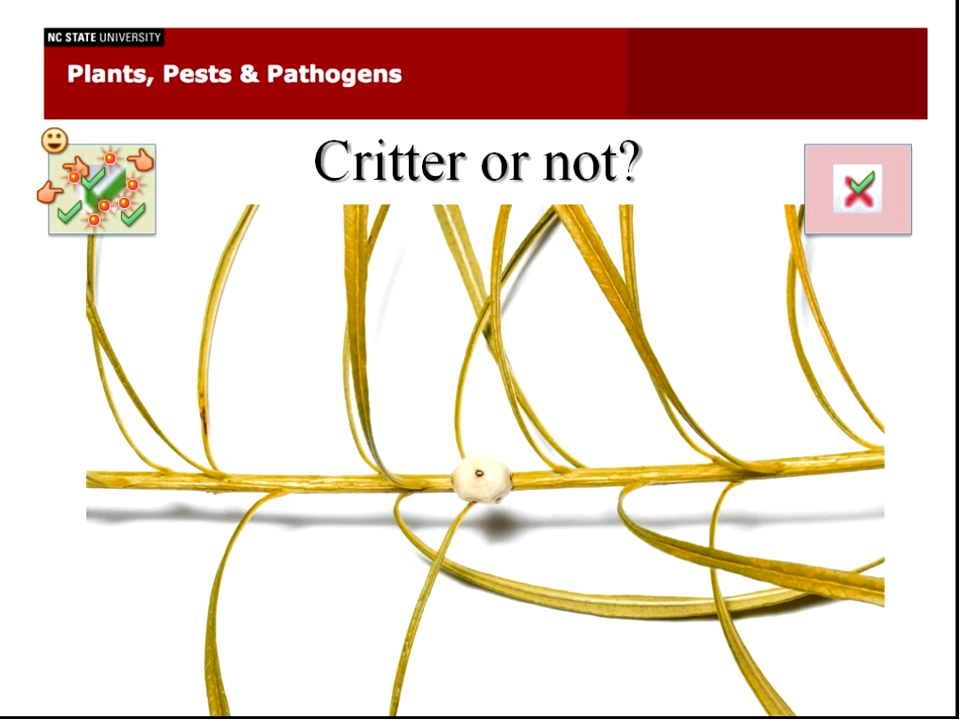 NC STATE UNIVERSITY
Plants, Pests & Pathogens
Critter or not?